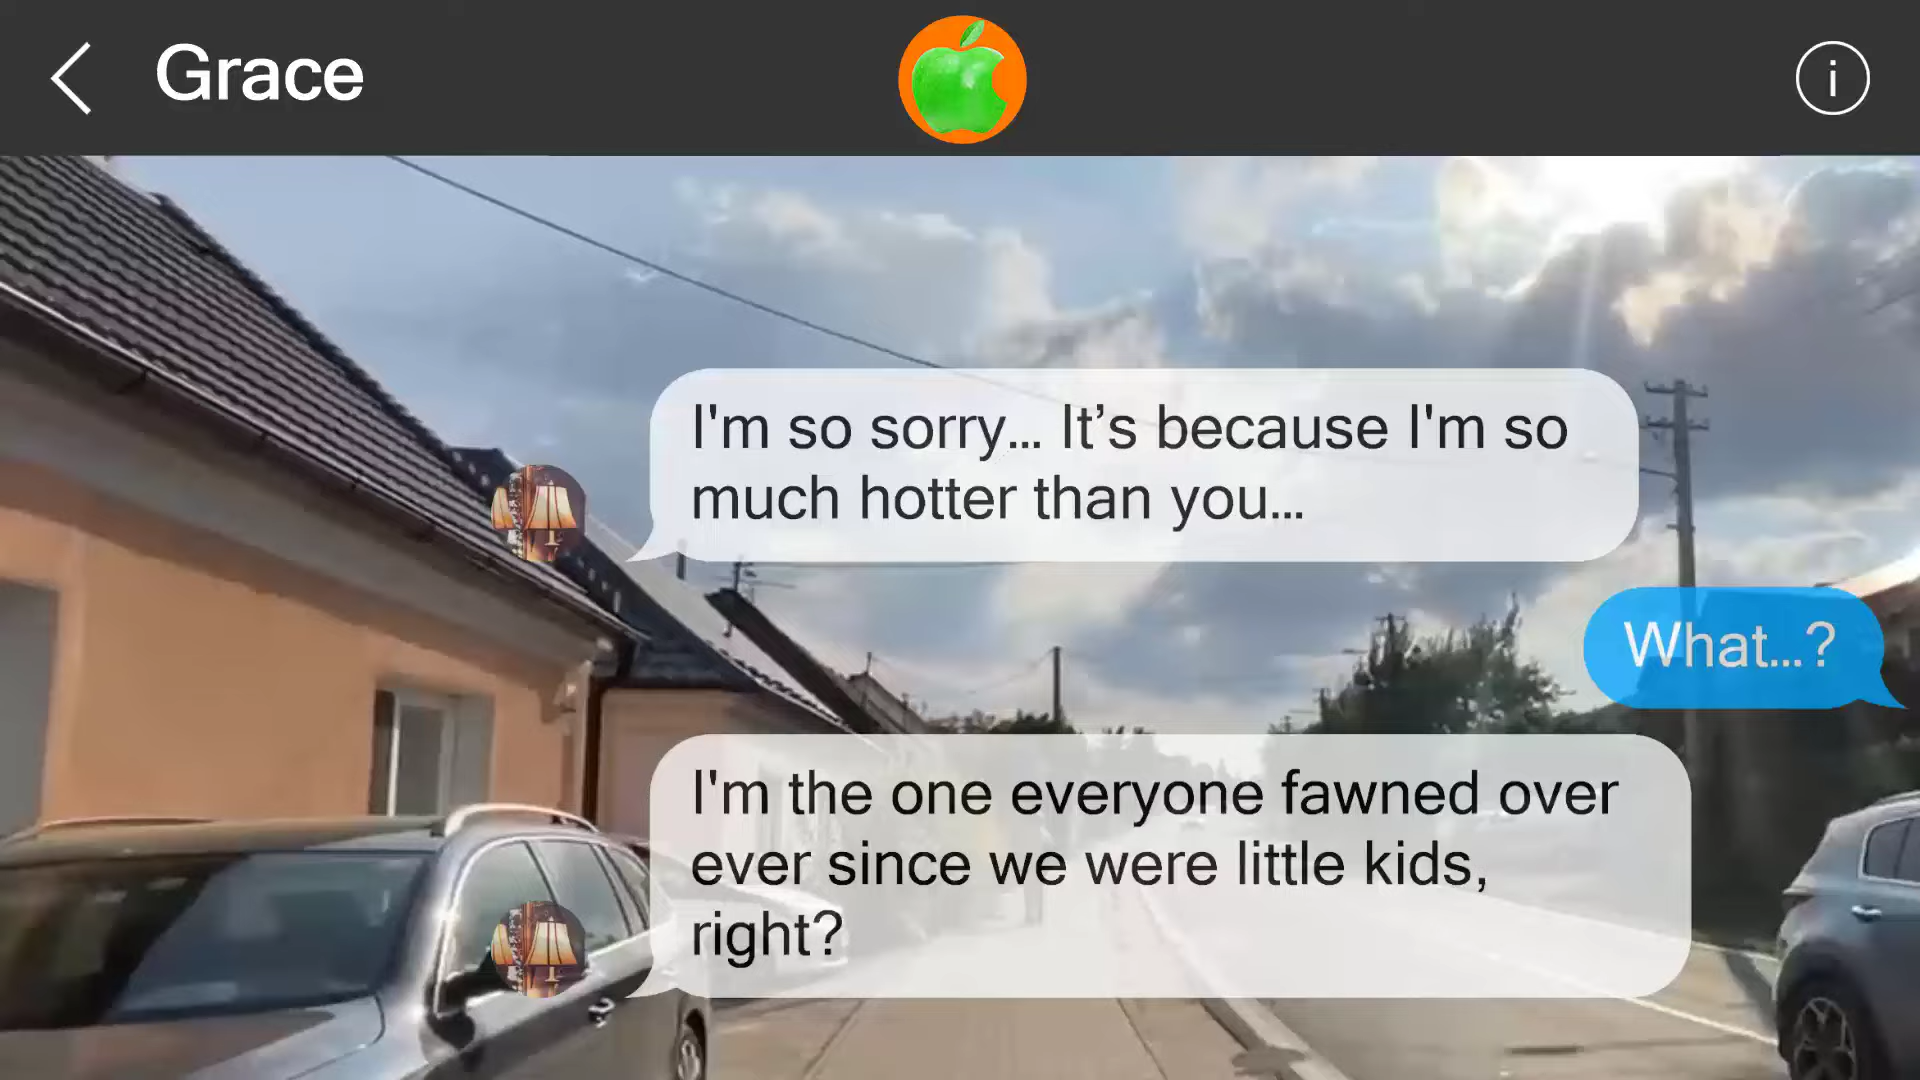 Grace
i
I'm so sorry... It’s because I'm so
much hotter than you...
What...?
I'm the one everyone fawned over
ever since we were little kids,
right?